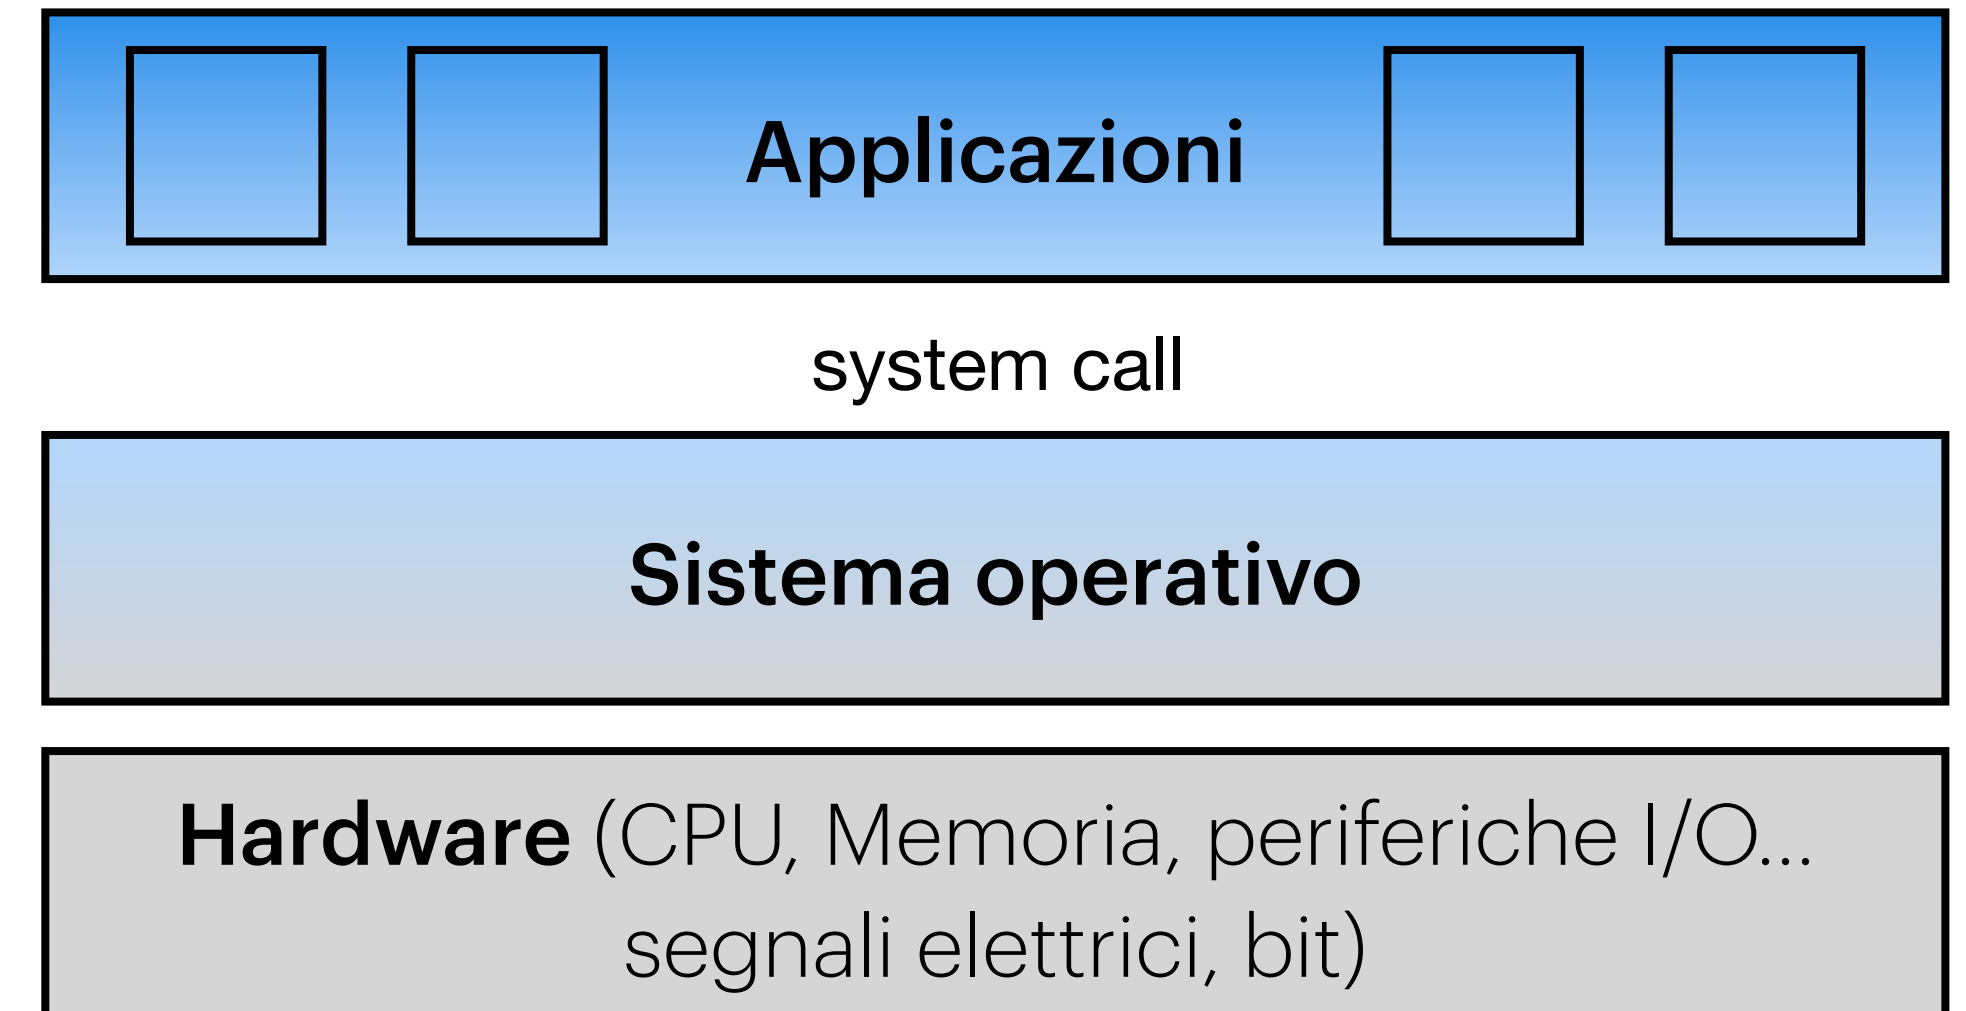 Applicazioni
system call
Sistema operativo
Hardware (CPU, Memoria, periferiche I/O...
segnali elettrici, bit)